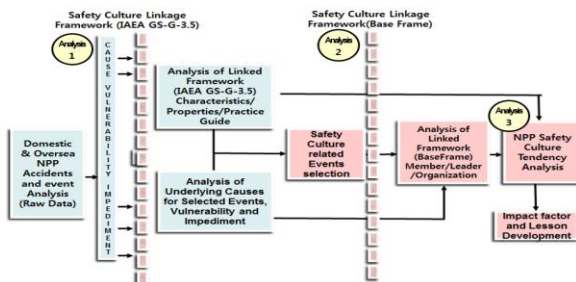 Safety Culture Linkage
Framework (IAEA GS-G-3.5)
Safety Culture Linkage
Framework(Base Frame)
Analysis
1
Analysis
2
CAUSE VULNERABILITY IMPEDIMENT
Analysis of Linked
Framework
(IAEA GS-G-3.5)
Characteristics/
Properties/Practice
Guide
Analysis
3
Domestic
& Oversea
NPP
Accidents
and event
Analysis
(Raw Data)
Safety
Culture
related
Events
selection
Analysis of
Linked
Framework
(BaseFrame)
Member/Leader
/Organization
NPP Safety
Culture
Tendency
Analysis
Analysis of
Underlying Causes
for Selected Events,
Vulnerability and
Impediment
Impact factor
and Lesson
Development